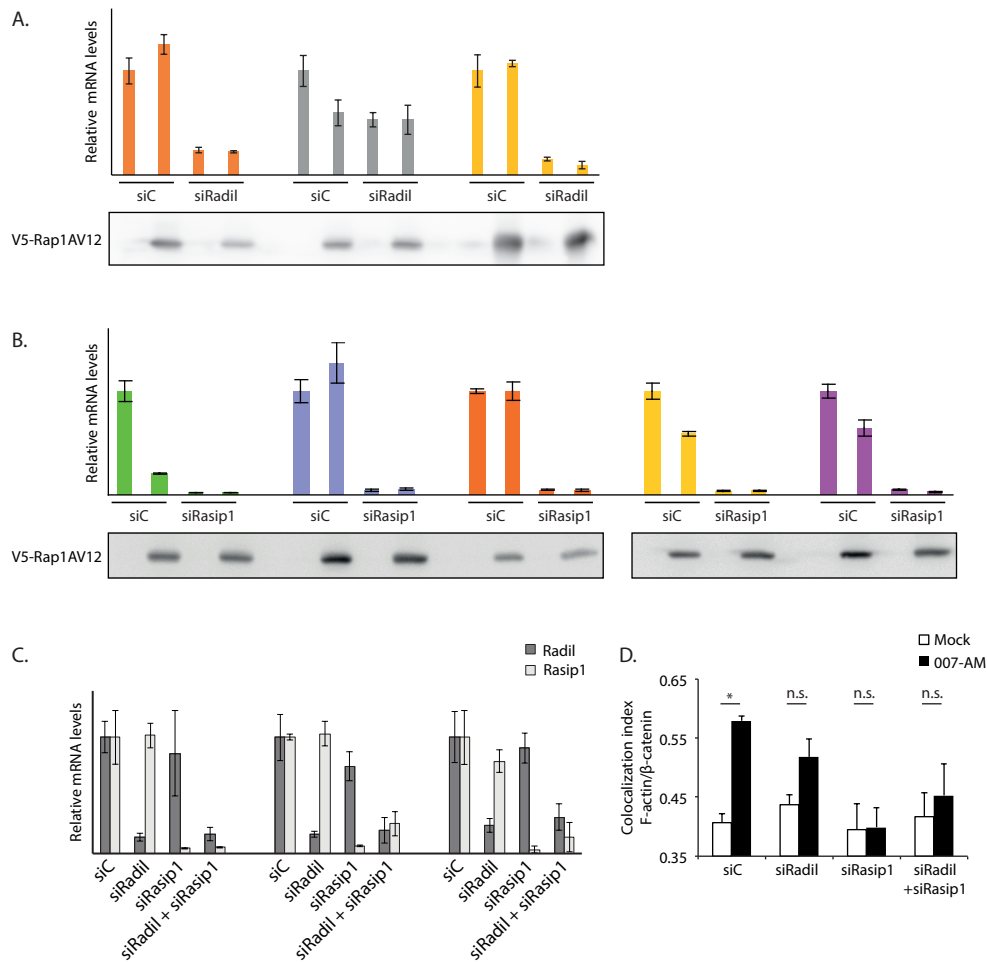 A.
Relative mRNA levels
siC siRadil siC siRadil siC siRadil
V5-Rap1AV12
B.
Relative mRNA levels
siC siRasip1 siC siRasip1 siC siRasip1 siC siRasip1 siC siRasip1
V5-Rap1AV12
C.
Radil
Rasip1
Relative mRNA levels
siC siRadil siRasip1 siRadil + siRasip1 siC siRadil siRasip1 siRadil + siRasip1 siC siRadil siRasip1 siRadil + siRasip1
D.
Mock
007-AM
Colocalization index
F-actin/β-catenin
0.65
0.55
0.45
0.35
* n.s. n.s. n.s.
siC siRadil siRasip1 siRadil
+siRasip1